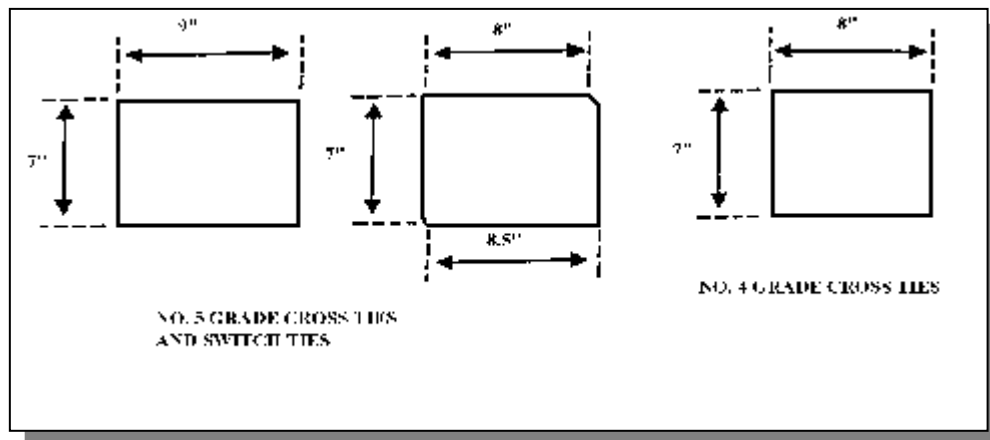 9"
8"
8"
7"
7"
7"
8.5"
NO. 4 GRADE CROSS TIES
NO. 5 GRADE CROSS TIES
AND SWITCH TIES